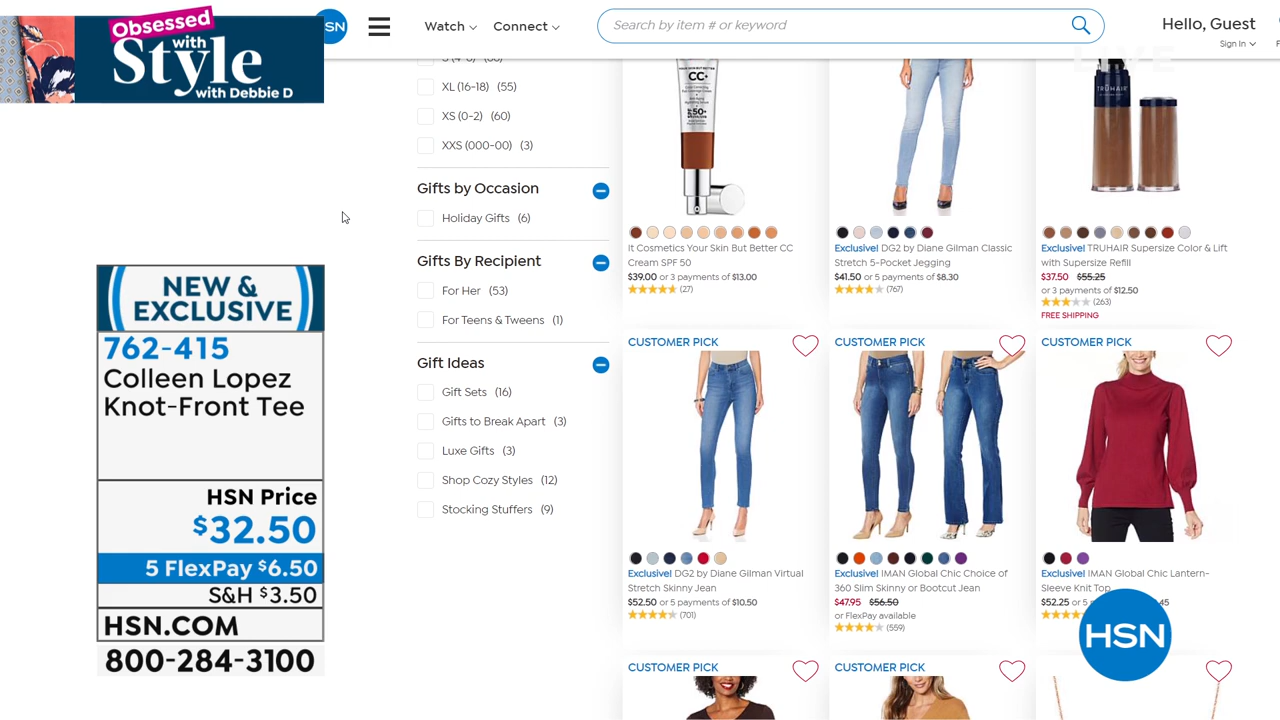 Obsessed
with
Style
with Debbie D
SN
Watch
Connect
Search by item # or keyword
Hello, Guest
Sign In
LIVE
XL (16-18) (55)
XS (0-2) (60)
XXS (000-00) (3)
Gifts by Occasion
Holiday Gifts (6)
Gifts By Recipient
For Her (53)
For Teens & Tweens (1)
Gift Ideas
Gift Sets (16)
Gifts to Break Apart (3)
Luxe Gifts (3)
Shop Cozy Styles (12)
Stocking Stuffers (9)
CC+
50+
TRUHAIR
It Cosmetics Your Skin But Better CC
Cream SPF 50
$39.00 or 3 payments of $13.00
(27)
Exclusive! DG2 by Diane Gilman Classic
Stretch 5-Pocket Jegging
$41.50 or 5 payments of $8.30
(767)
Exclusive! TRUHAIR Supersize Color & Lift
with Supersize Refill
$37.50 $55.25
or 3 payments of $12.50
(263)
FREE SHIPPING
CUSTOMER PICK
Exclusive! DG2 by Diane Gilman Virtual
Stretch Skinny Jean
$52.50 or 5 payments of $10.50
(701)
CUSTOMER PICK
Exclusive! IMAN Global Chic Choice of
360 Slim Skinny or Bootcut Jean
$47.95 $56.50
or FlexPay available
(559)
CUSTOMER PICK
Exclusive! IMAN Global Chic Lantern-
Sleeve Knit Top
$52.25 or 5
.45
CUSTOMER PICK
CUSTOMER PICK
NEW &
EXCLUSIVE
762-415
Colleen Lopez
Knot-Front Tee
HSN Price
$32.50
5 FlexPay $6.50
S&H $3.50
HSN.COM
800-284-3100
HSN